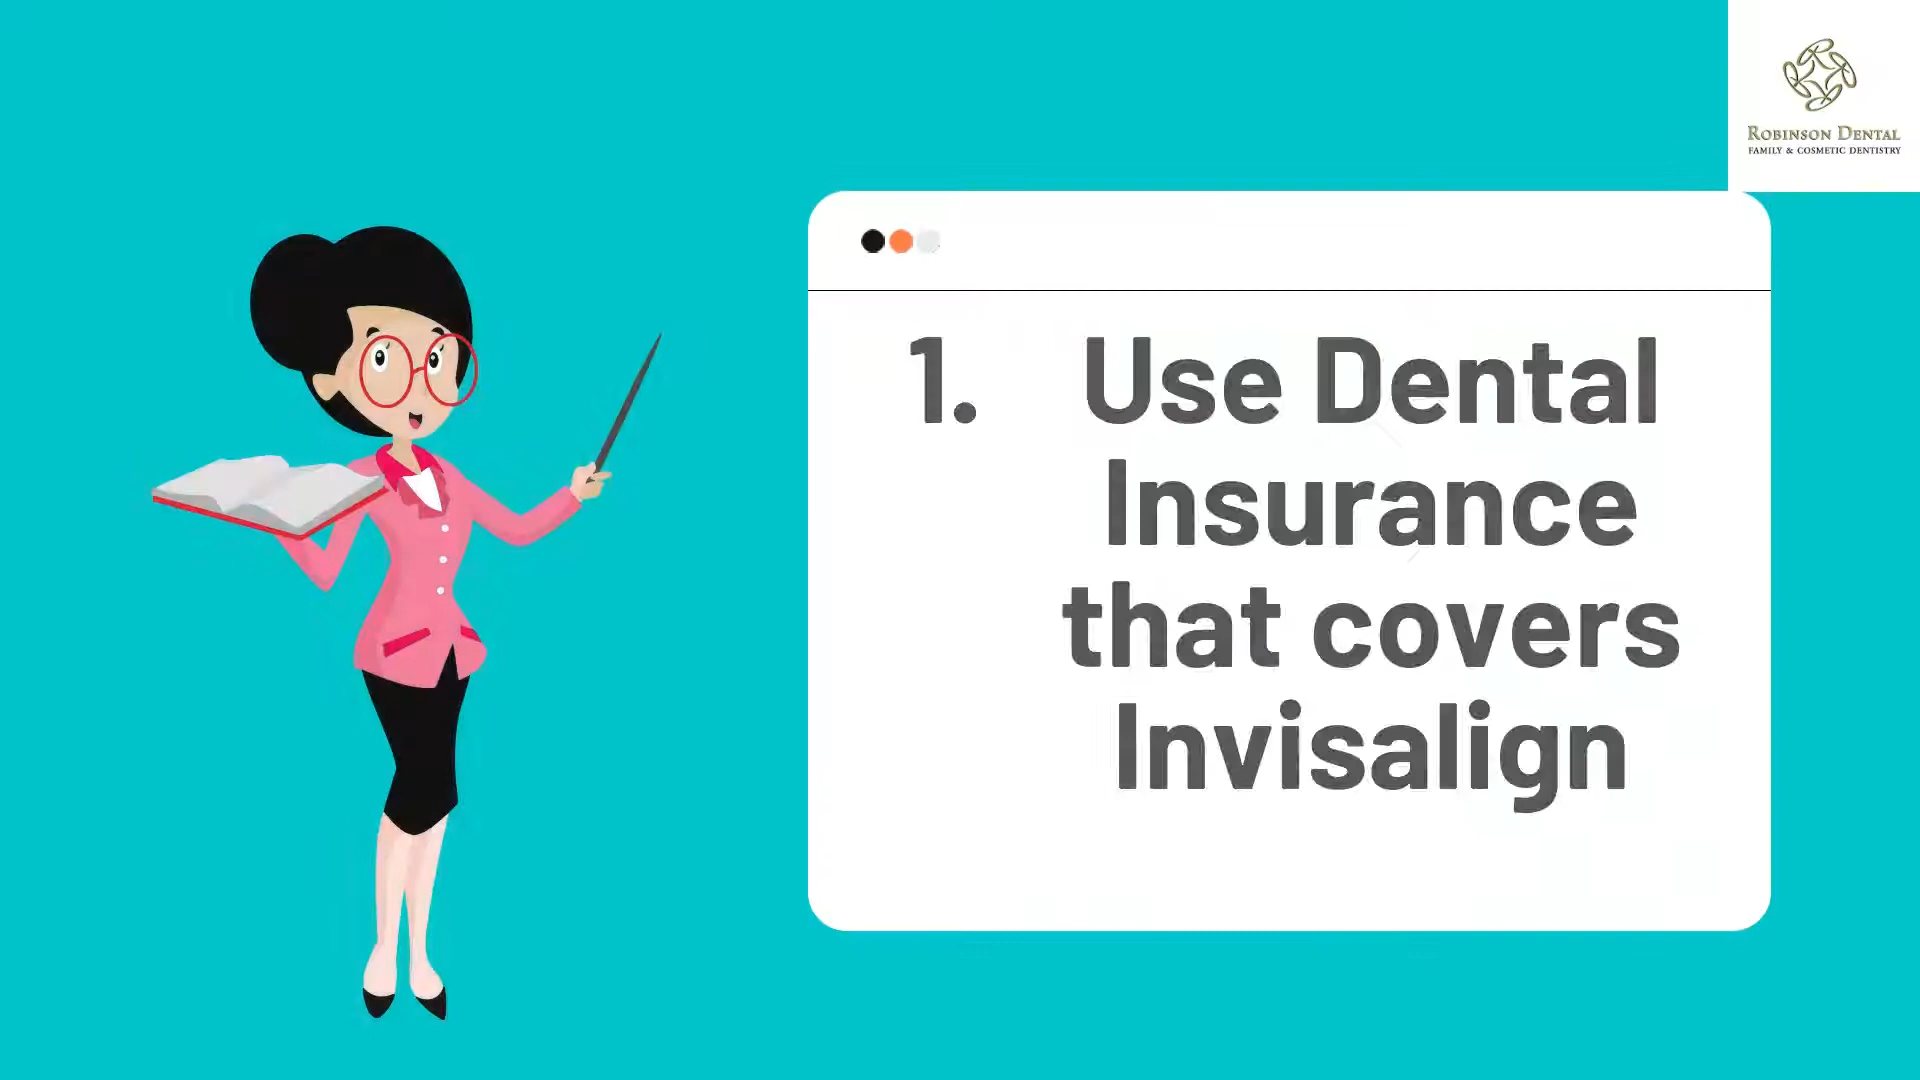 ROBINSON DENTAL
FAMILY & COSMETIC DENTISTRY
1. Use Dental
Insurance
that covers
Invisalign